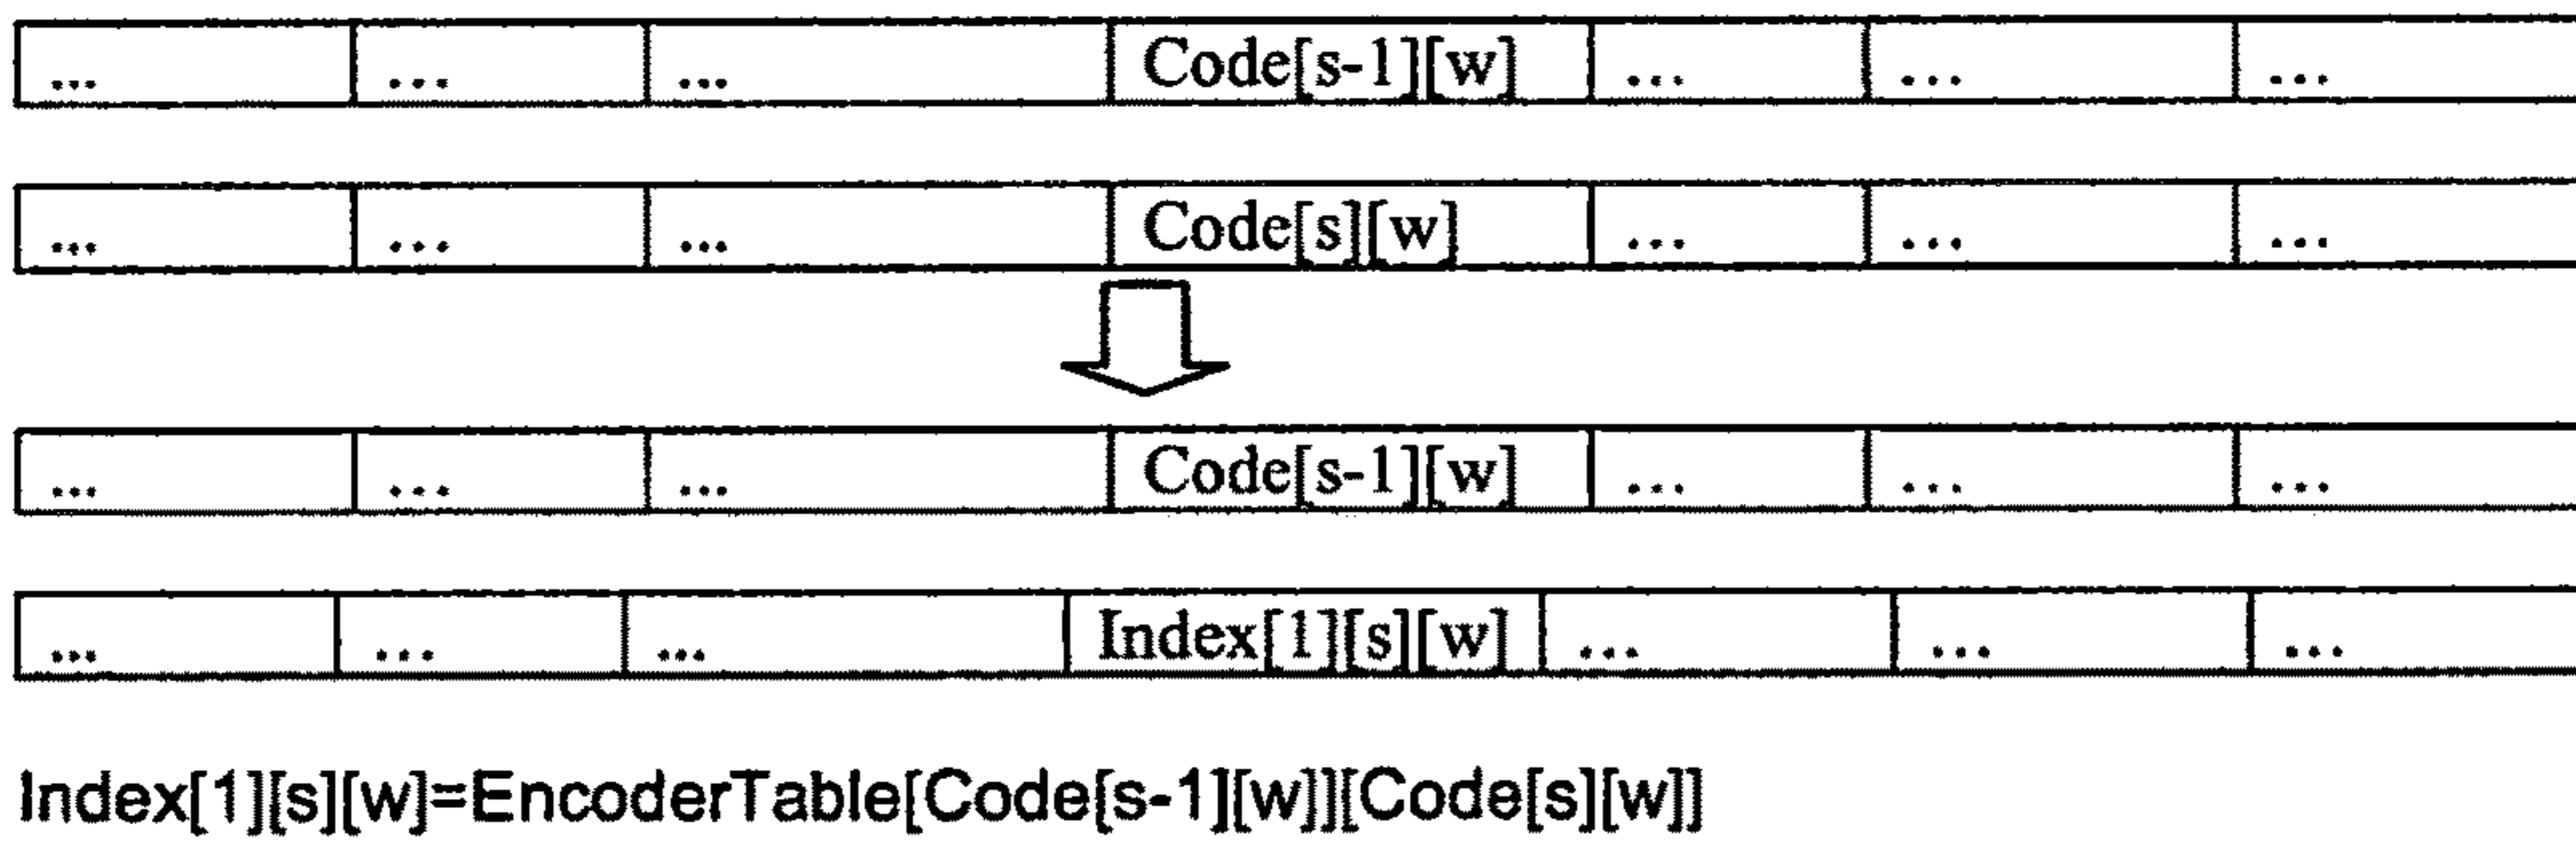 ... ... ... Code[s-1][w] ... ... ...
... ... ... Code[s][w] ... ... ...
... ... ... Code[s-1][w] ... ... ...
... ... ... Index[1][s][w] ... ... ...
Index[1][s][w]=EncoderTable[Code[s-1][w]][Code[s][w]]